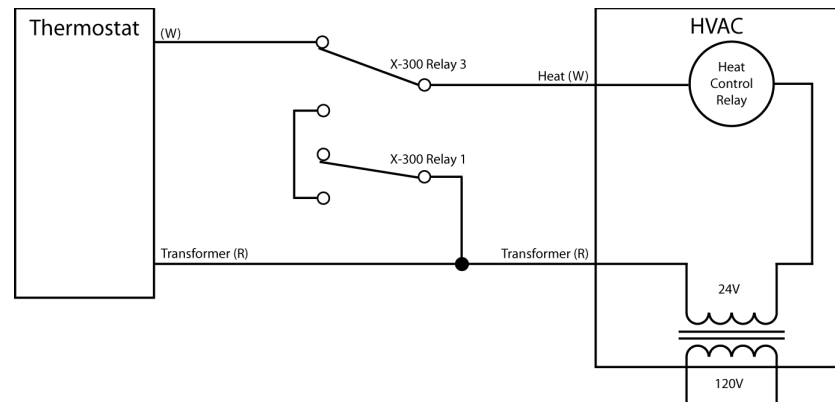 Thermostat
(W)
X-300 Relay 3
Heat (W)
HVAC
Heat
Control
Relay
X-300 Relay 1
Transformer (R)
Transformer (R)
24V
120V